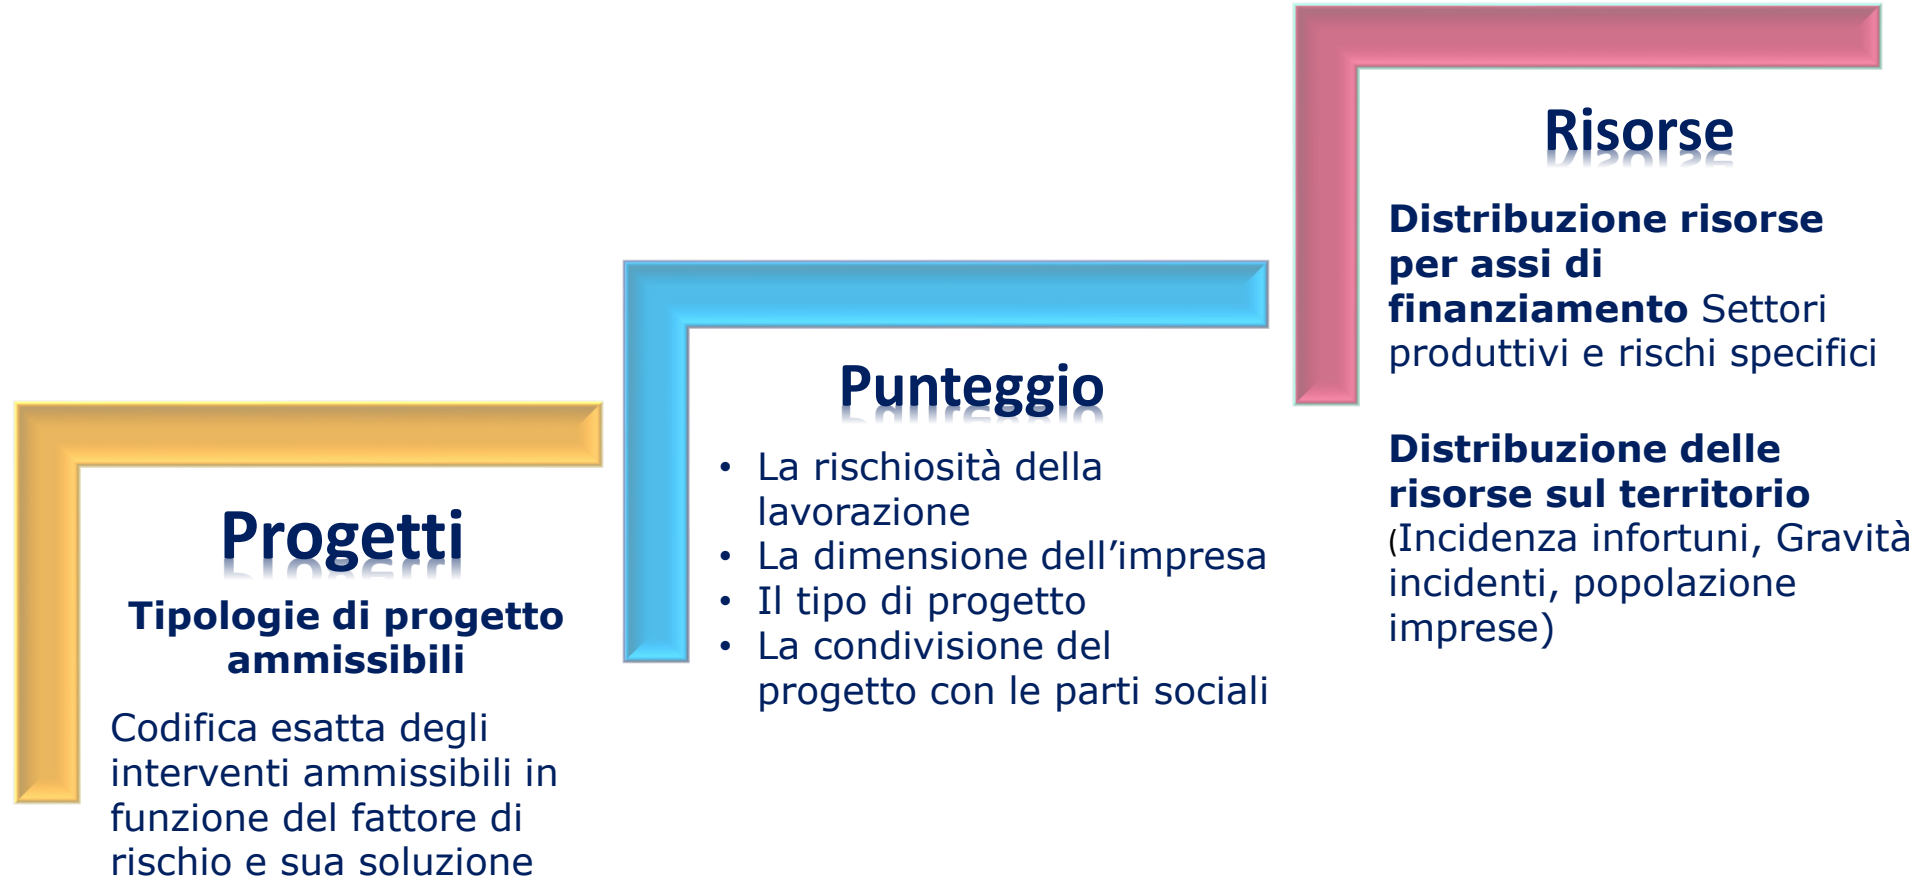 Progetti
Tipologie di progetto
ammissibili
Codifica esatta degli
interventi ammissibili in
funzione del fattore di
rischio e sua soluzione
Punteggio
• La rischiosità della
lavorazione
• La dimensione dell’impresa
• Il tipo di progetto
• La condivisione del
progetto con le parti sociali
Risorse
Distribuzione risorse
per assi di
finanziamento Settori
produttivi e rischi specifici
Distribuzione delle
risorse sul territorio
(Incidenza infortuni, Gravità
incidenti, popolazione
imprese)